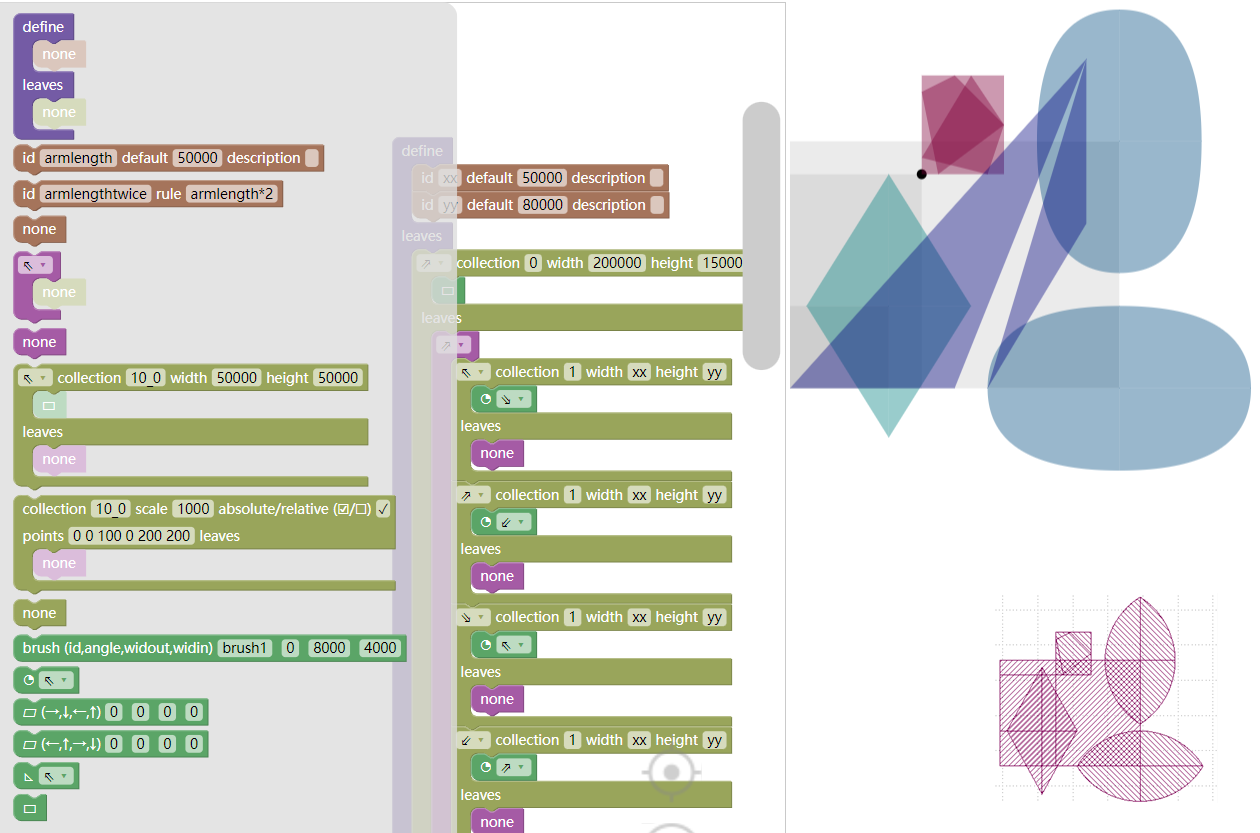 define
none
leaves
none
id armlength default 50000 description
id armlengthtwice rule armlength*2
none
⇖ ▾
none
none
⇖ ▾ collection 10_0 width 50000 height 50000
▭
leaves
none
collection 10_0 scale 1000 absolute/relative (☑/☐) ✓
points 0 0 100 0 200 200 leaves
none
none
brush (id,angle,widout,widin) brush1 0 8000 4000
◔ ⇖ ▾
▱ (→,↓,←,↑) 0 0 0 0
▱ (←,↑,→,↓) 0 0 0 0
◺ ⇖ ▾
▭
define
id xx default 50000 description
id yy default 80000 description
leaves
⇗ ▾ collection 0 width 200000 height 15000
▭
leaves
⇗ ▾
⇖ ▾ collection 1 width xx height yy
◔ ⇘ ▾
leaves
none
⇗ ▾ collection 1 width xx height yy
◔ ⇙ ▾
leaves
none
⇘ ▾ collection 1 width xx height yy
◔ ⇖ ▾
leaves
none
⇙ ▾ collection 1 width xx height yy
◔ ⇗ ▾
leaves
none